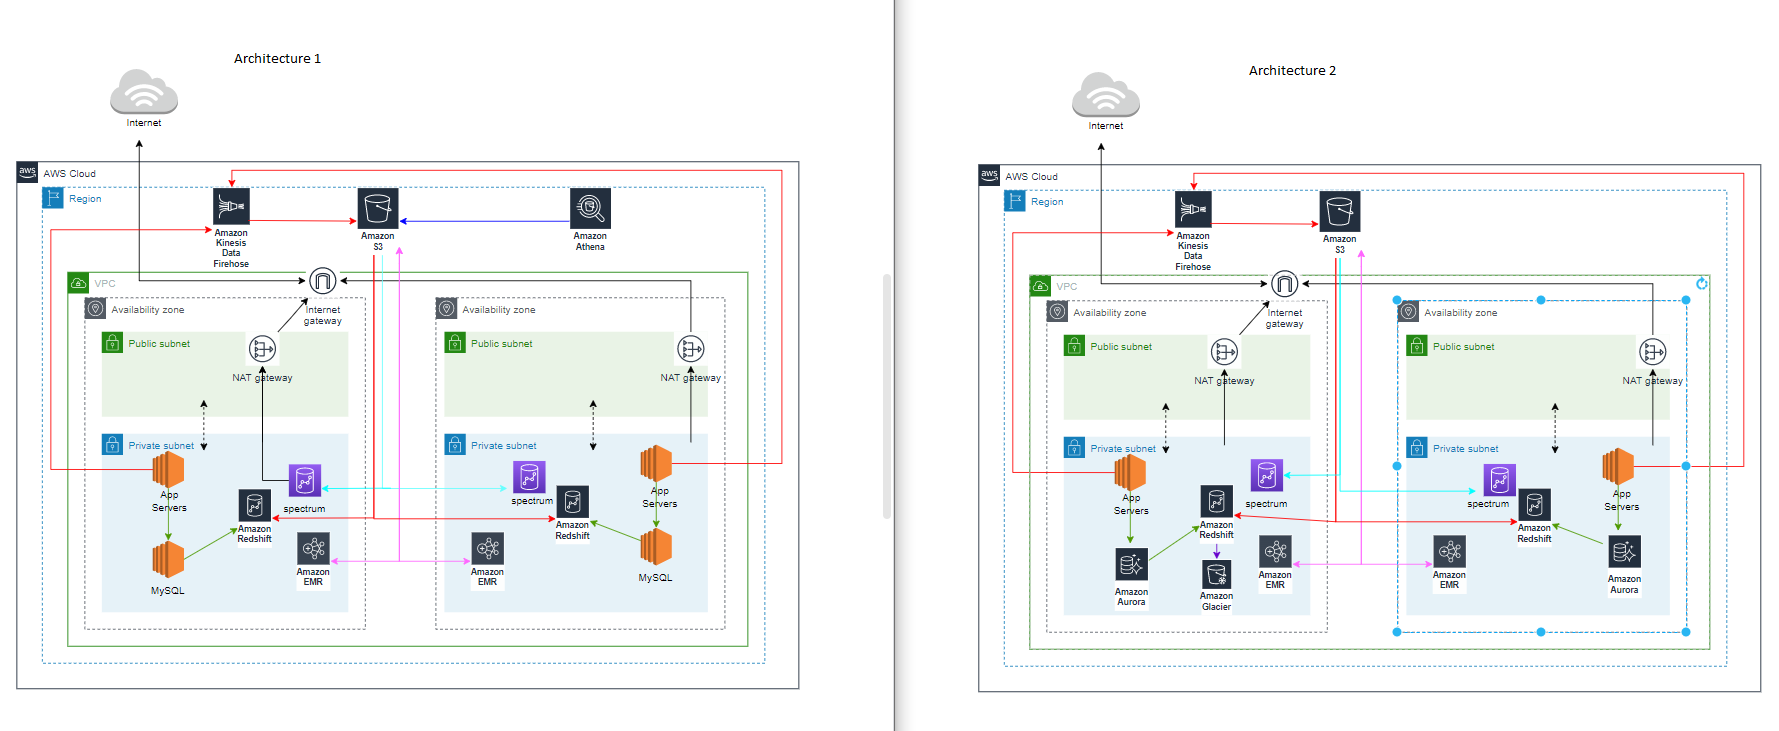 Architecture 1
Internet
aws
AWS Cloud
Region
Amazon
Kinesis
Data
Firehose
Amazon
S3
Amazon
Athena
VPC
Availability zone
Internet
gateway
Availability zone
Public subnet
NAT gateway
Public subnet
NAT gateway
Private subnet
App
Servers
spectrum
Amazon
Redshift
MySQL
Amazon
EMR
Private subnet
spectrum
Amazon
Redshift
App
Servers
Amazon
EMR
MySQL
Architecture 2
Internet
aws
AWS Cloud
Region
Amazon
Kinesis
Data
Firehose
Amazon
S3
VPC
Availability zone
Internet
gateway
Availability zone
Public subnet
NAT gateway
Public subnet
NAT gateway
Private subnet
App
Servers
spectrum
Amazon
Redshift
Amazon
Aurora
Amazon
Glacier
Amazon
EMR
Private subnet
spectrum
Amazon
Redshift
App
Servers
Amazon
EMR
Amazon
Aurora